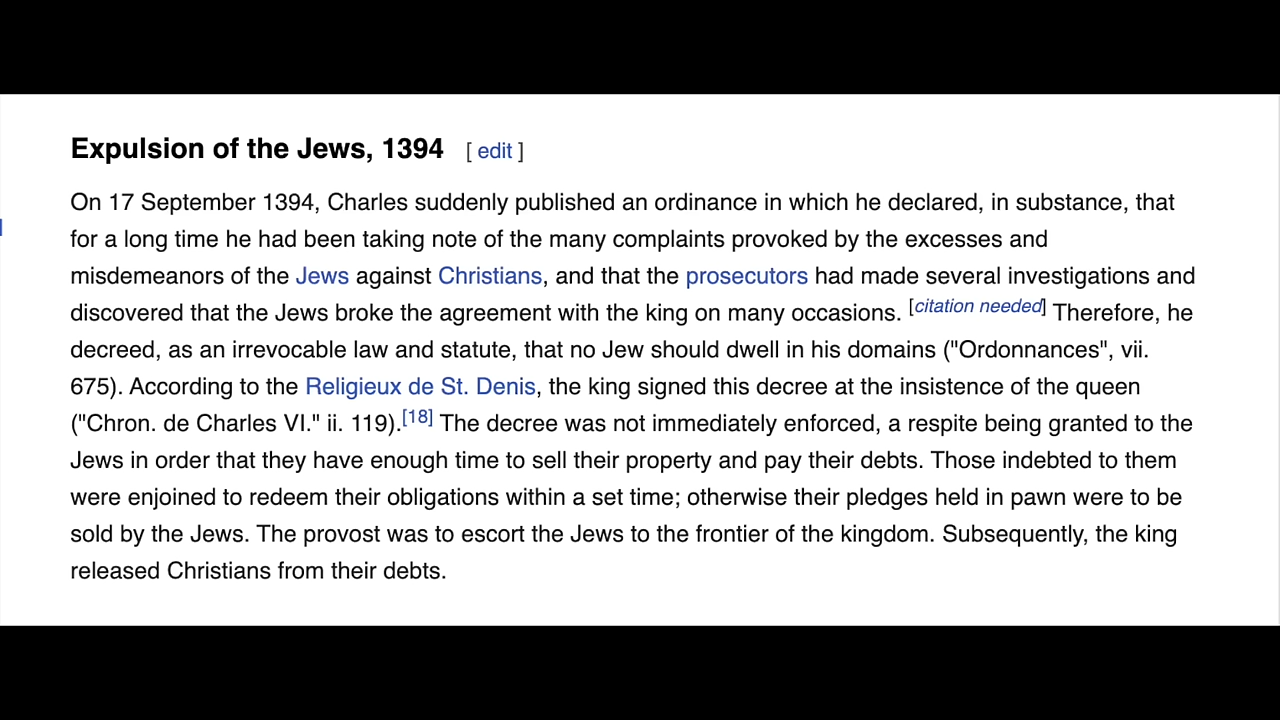 Expulsion of the Jews, 1394 [ edit ]
On 17 September 1394, Charles suddenly published an ordinance in which he declared, in substance, that
for a long time he had been taking note of the many complaints provoked by the excesses and
misdemeanors of the Jews against Christians, and that the prosecutors had made several investigations and
discovered that the Jews broke the agreement with the king on many occasions. [citation needed] Therefore, he
decreed, as an irrevocable law and statute, that no Jew should dwell in his domains ("Ordonnances", vii.
675). According to the Religieux de St. Denis, the king signed this decree at the insistence of the queen
("Chron. de Charles VI." ii. 119).[18] The decree was not immediately enforced, a respite being granted to the
Jews in order that they have enough time to sell their property and pay their debts. Those indebted to them
were enjoined to redeem their obligations within a set time; otherwise their pledges held in pawn were to be
sold by the Jews. The provost was to escort the Jews to the frontier of the kingdom. Subsequently, the king
released Christians from their debts.